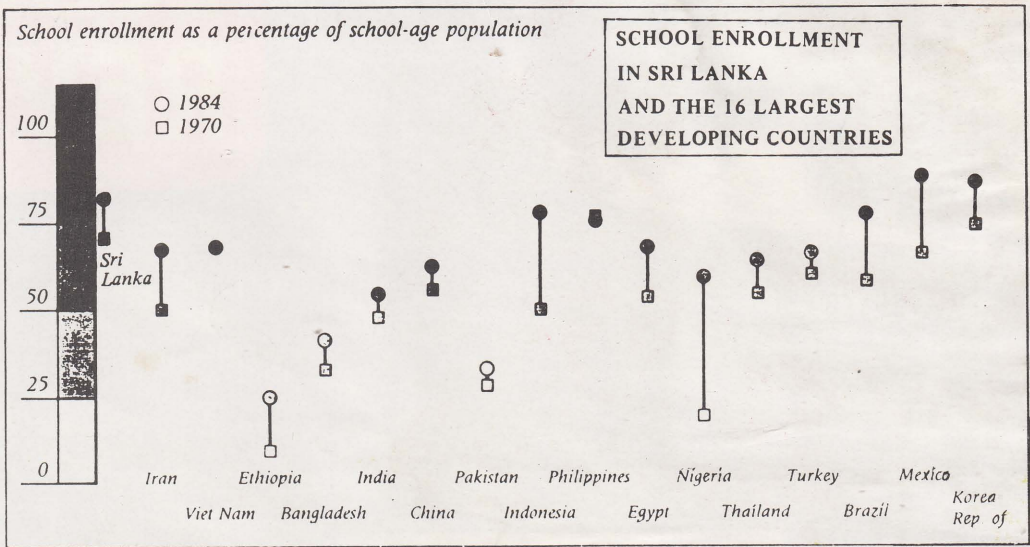 School enrollment as a percentage of school-age population
SCHOOL ENROLLMENT
IN SRI LANKA
AND THE 16 LARGEST
DEVELOPING COUNTRIES
1984
1970
100
75
50
25
0
Sri
Lanka
Iran
Ethiopia
India
Pakistan
Philippines
Nigeria
Turkey
Mexico
Viet Nam
Bangladesh
China
Indonesia
Egypt
Thailand
Brazil
Korea
Rep of